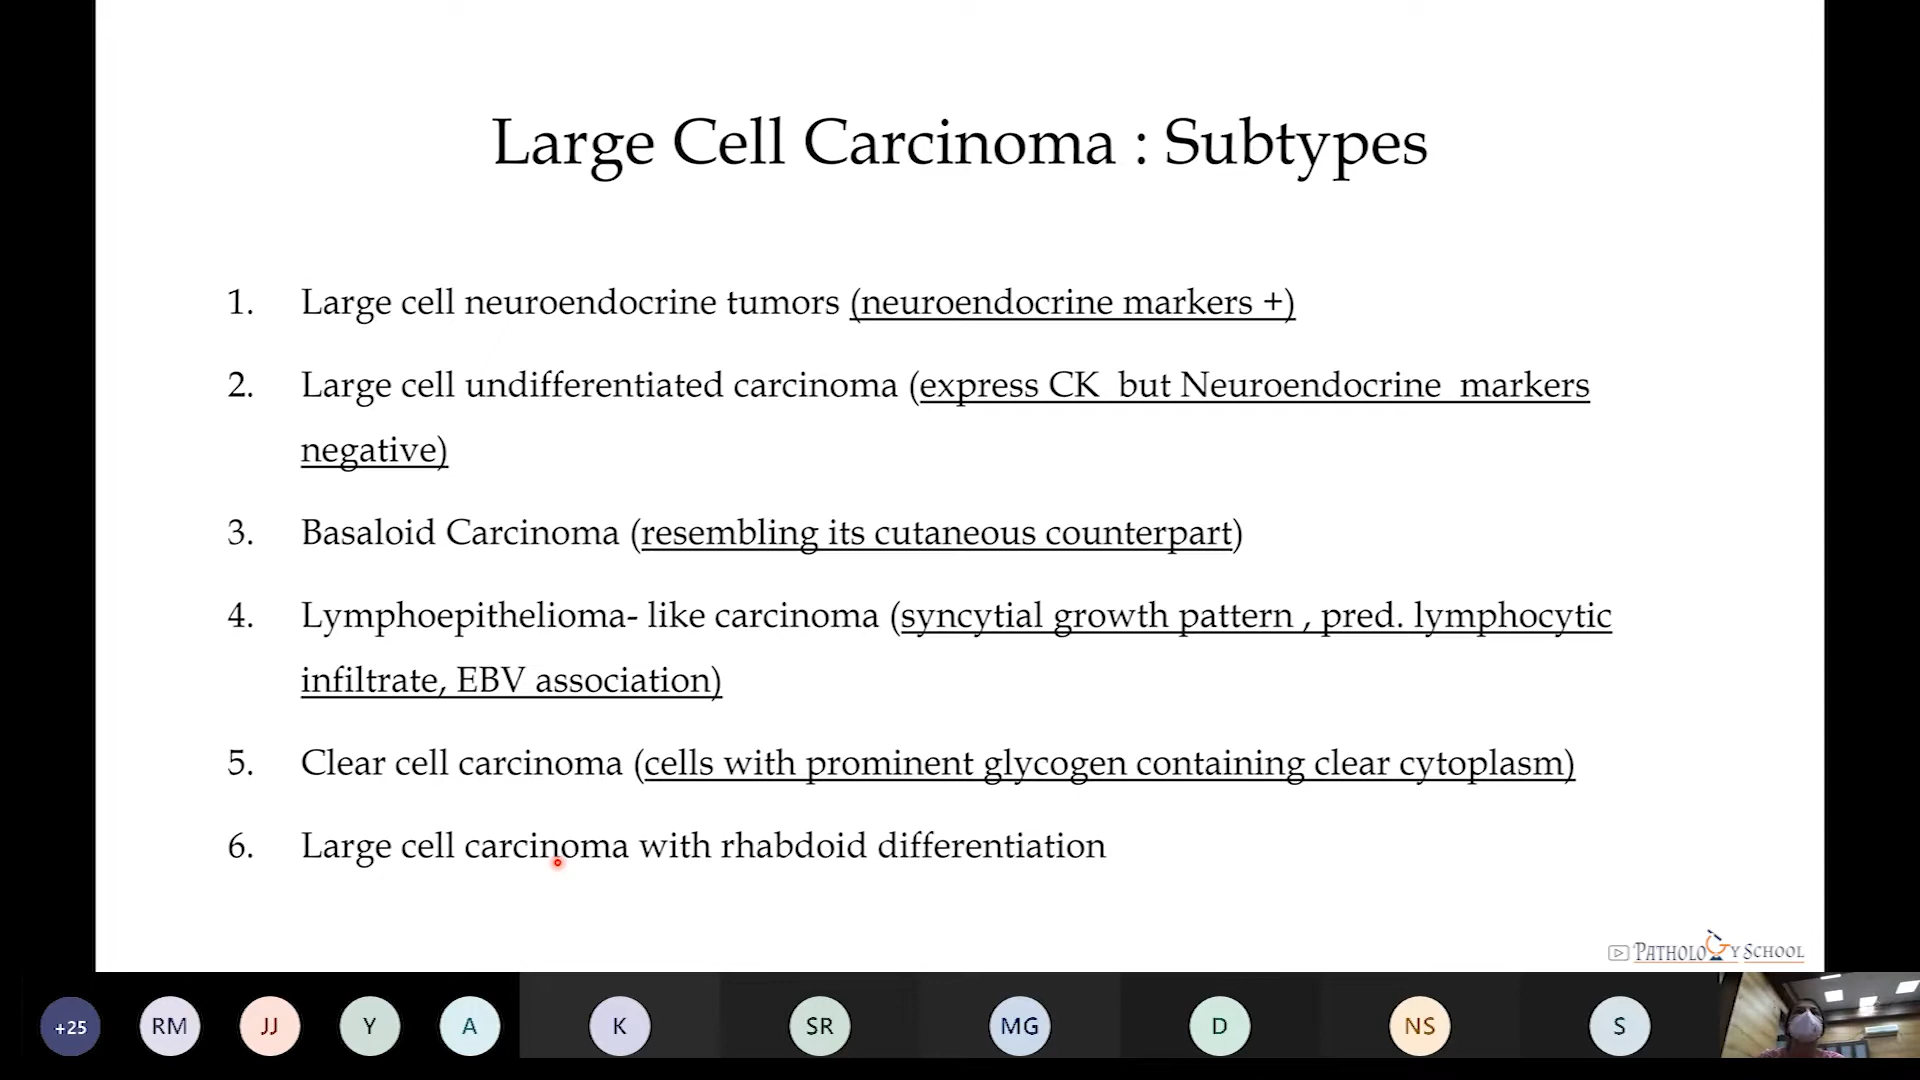 Large Cell Carcinoma : Subtypes
1. Large cell neuroendocrine tumors (neuroendocrine markers +)
2. Large cell undifferentiated carcinoma (express CK but Neuroendocrine markers
negative)
3. Basaloid Carcinoma (resembling its cutaneous counterpart)
4. Lymphoepithelioma- like carcinoma (syncytial growth pattern , pred. lymphocytic
infiltrate, EBV association)
5. Clear cell carcinoma (cells with prominent glycogen containing clear cytoplasm)
6. Large cell carcinoma with rhabdoid differentiation
PATHOLOGY SCHOOL
+25 RM JJ Y A K SR MG D NS S